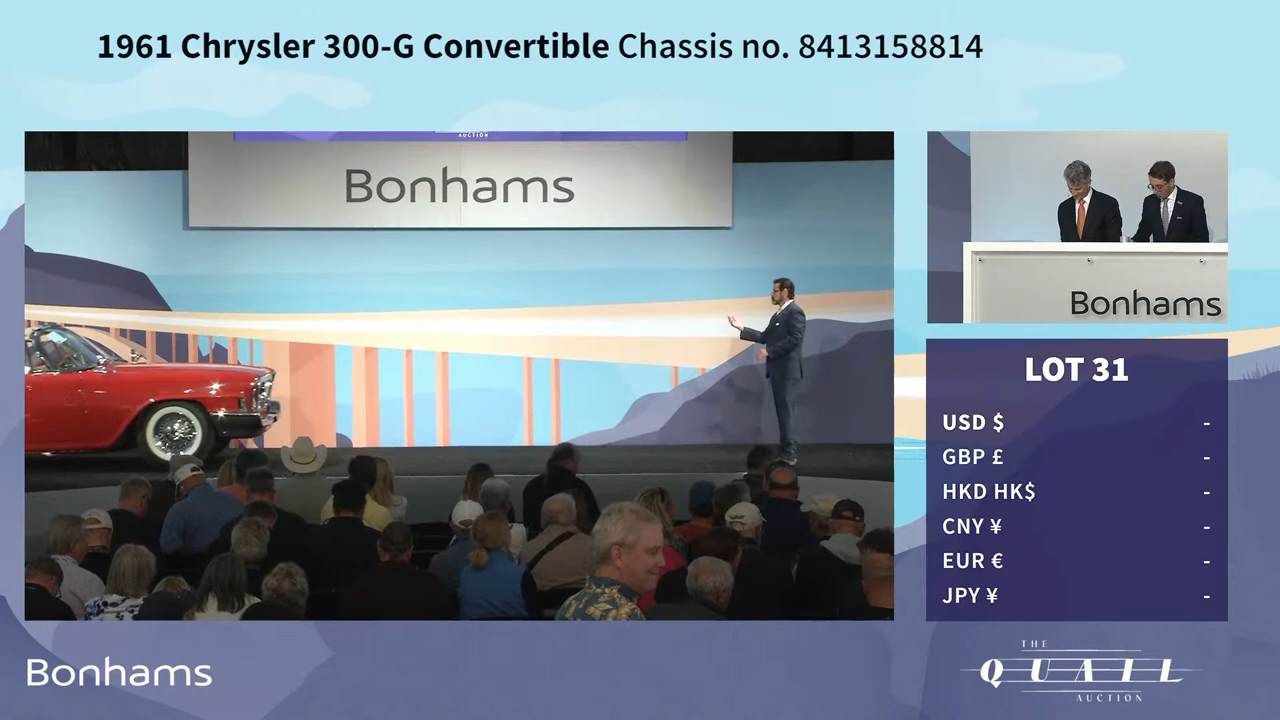 1961 Chrysler 300-G Convertible Chassis no. 8413158814
AUCTION
Bonhams
Bonhams
LOT 31
USD $ -
GBP £ -
HKD HK$ -
CNY ¥ -
EUR € -
JPY ¥ -
Bonhams
THE
QUAIL
AUCTION